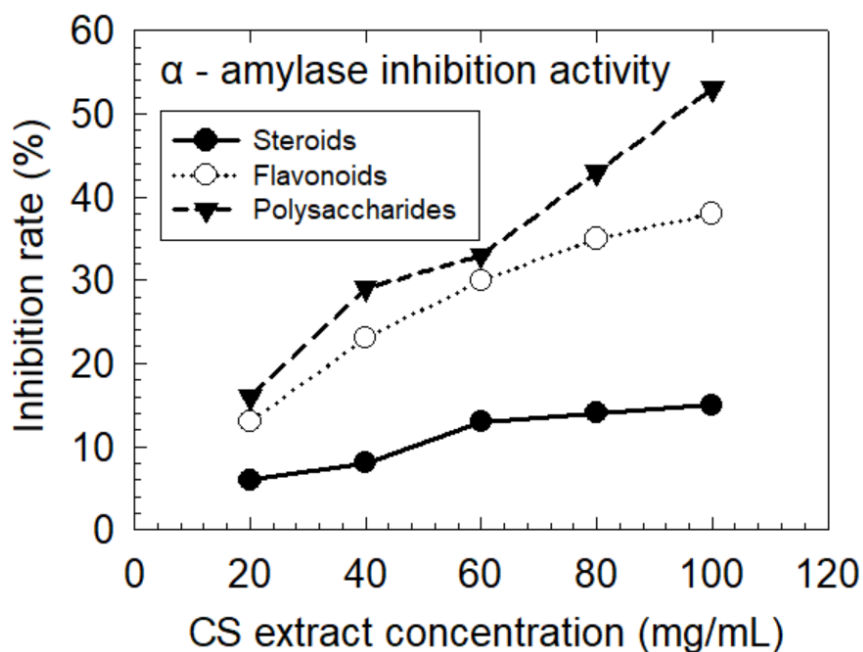 α - amylase inhibition activity
Steroids
Flavonoids
Polysaccharides
Inhibition rate (%)
60
50
40
30
20
10
0
0 20 40 60 80 100 120
CS extract concentration (mg/mL)